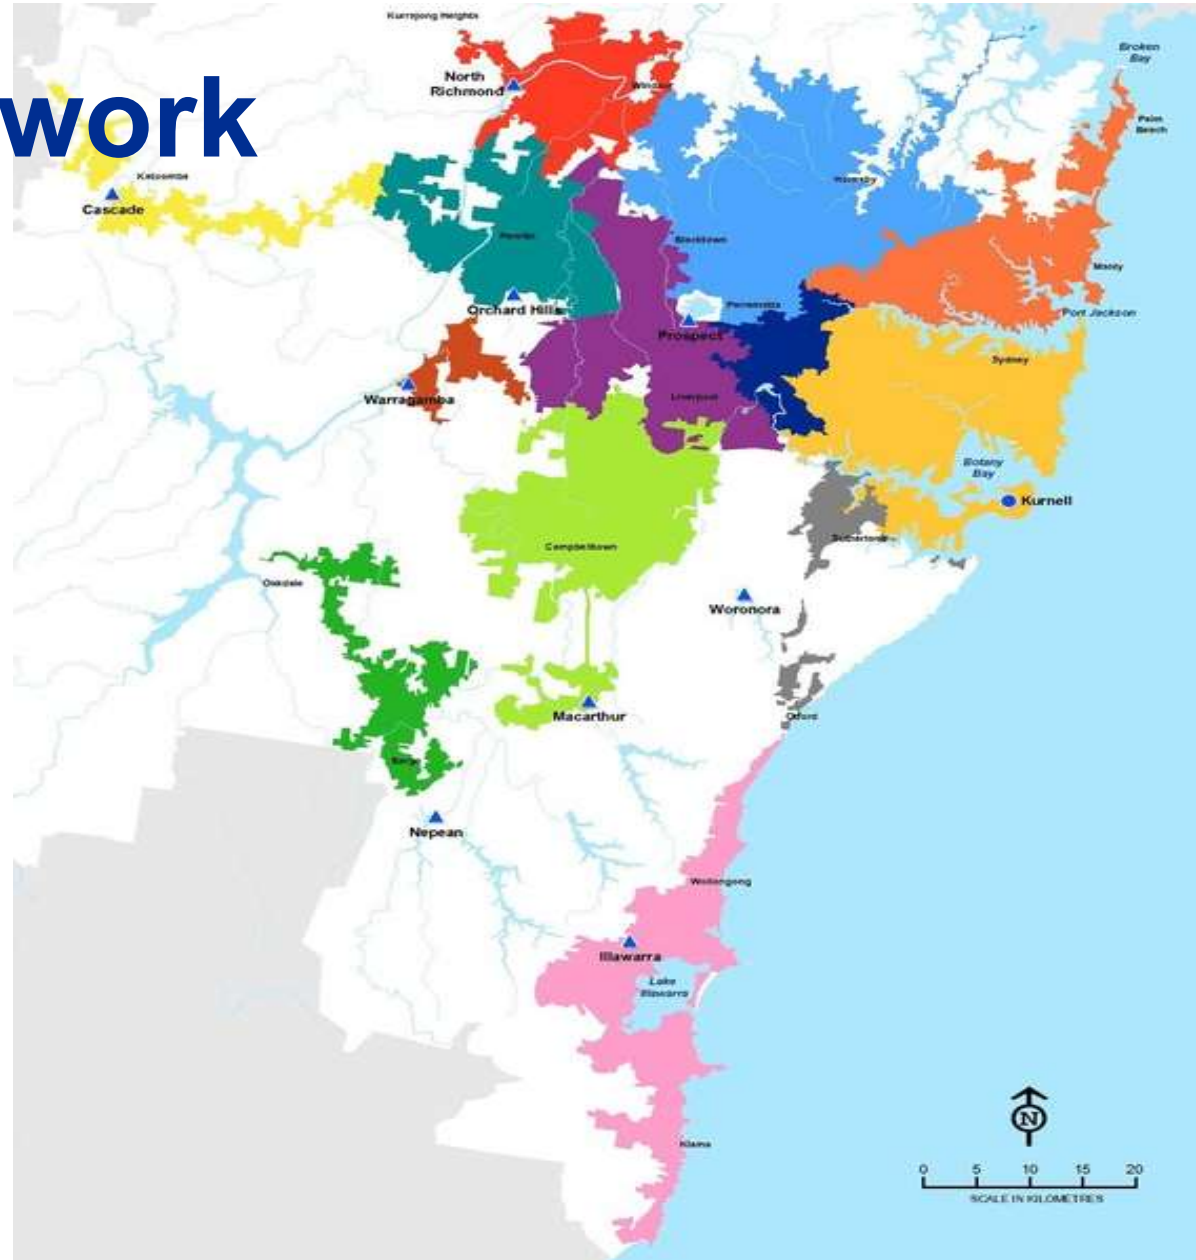 work
Kurrajong Heights
Broken
Bay
North
Richmond
Windsor
Palm
Beach
Katoomba
Hornsby
Cascade
Penrith
Blacktown
Manly
Orchard Hills
Parramatta
Port Jackson
Prospect
Sydney
Warragamba
Liverpool
Botany
Bay
Kurnell
Sutherland
Campbelltown
Oakdale
Woronora
Macarthur
Otford
Bargo
Nepean
Wollongong
Illawarra
Lake
Illawarra
N
Kiama
0 5 10 15 20
SCALE IN KILOMETRES